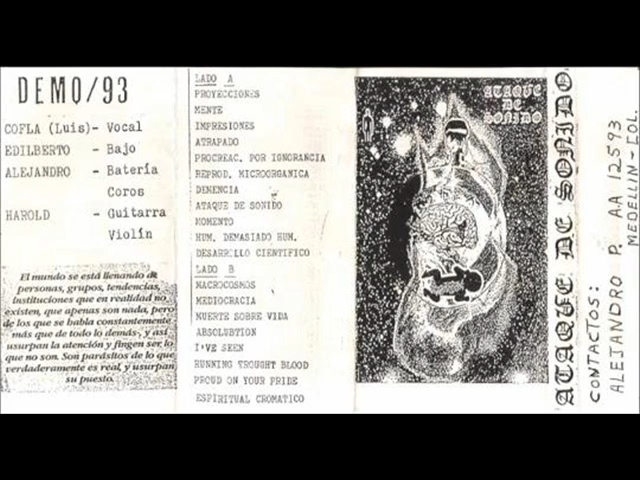 DEMO/93
COFLA (Luis)- Vocal
EDILBERTO - Bajo
ALEJANDRO - Batería
Coros
HAROLD - Guitarra
Violín
El mundo se está llenando de
personas, grupos, tendencias,
instituciones que en realidad no
existen, que apenas son nada, pero
de los que se habla constantemente
más que de todo lo demás-, y así
usurpan la atención y fingen ser lo
que no son. Son parásitos de lo que
verdaderamente es real, y usurpan
su puesto.
LADO A
PROYECCIONES
MENTE
IMPRESIONES
ATRAPADO
PROCREAC. POR IGNORANCIA
REPROD. MICROORGANICA
DEMENCIA
ATAQUE DE SONIDO
MOMENTO
HUM. DEMASIADO HUM.
DESARROLLO CIENTIFICO
LADO B
MACROCOSMOS
MEDIOCRACIA
MUERTE SOBRE VIDA
ABSCLUBTION
I'VE SEEN
RUNNING TROUGHT BLOOD
PROUD ON YOUR PRIDE
ESPIRITUAL CROMATICO
ATAQUE
DE
SONIDO
ATAQUE DE SONIDO
CONTACTOS:
ALEJANDRO P. AA 12593
MEDELLIN COL.